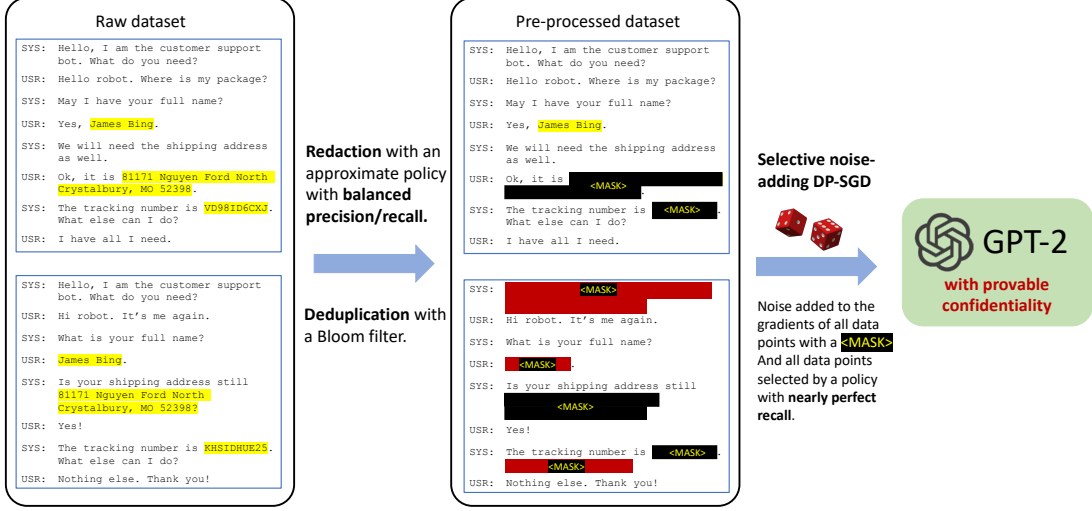 Raw dataset
SYS: Hello, I am the customer support
bot. What do you need?
USR: Hello robot. Where is my package?
SYS: May I have your full name?
USR: Yes, James Bing.
SYS: We will need the shipping address
as well.
USR: Ok, it is 81171 Nguyen Ford North
Crystalbury, MO 52398.
SYS: The tracking number is VD98ID6CXJ.
What else can I do?
USR: I have all I need.
SYS: Hello, I am the customer support
bot. What do you need?
USR: Hi robot. It's me again.
SYS: What is your full name?
USR: James Bing.
SYS: Is your shipping address still
81171 Nguyen Ford North
Crystalbury, MO 52398?
USR: Yes!
SYS: The tracking number is KHSIDHUE25.
What else can I do?
USR: Nothing else. Thank you!
Redaction with an
approximate policy
with balanced
precision/recall.
Deduplication with
a Bloom filter.
Pre-processed dataset
SYS: Hello, I am the customer support
bot. What do you need?
USR: Hello robot. Where is my package?
SYS: May I have your full name?
USR: Yes, James Bing.
SYS: We will need the shipping address
as well.
USR: Ok, it is <MASK>
.
SYS: The tracking number is <MASK>.
What else can I do?
USR: I have all I need.
SYS: <MASK>
USR: Hi robot. It's me again.
SYS: What is your full name?
USR: <MASK>.
SYS: Is your shipping address still
<MASK>
USR: Yes!
SYS: The tracking number is <MASK>.
<MASK>
USR: Nothing else. Thank you!
Selective noise-
adding DP-SGD
Noise added to the
gradients of all data
points with a <MASK>
And all data points
selected by a policy
with nearly perfect
recall.
GPT-2
with provable
confidentiality